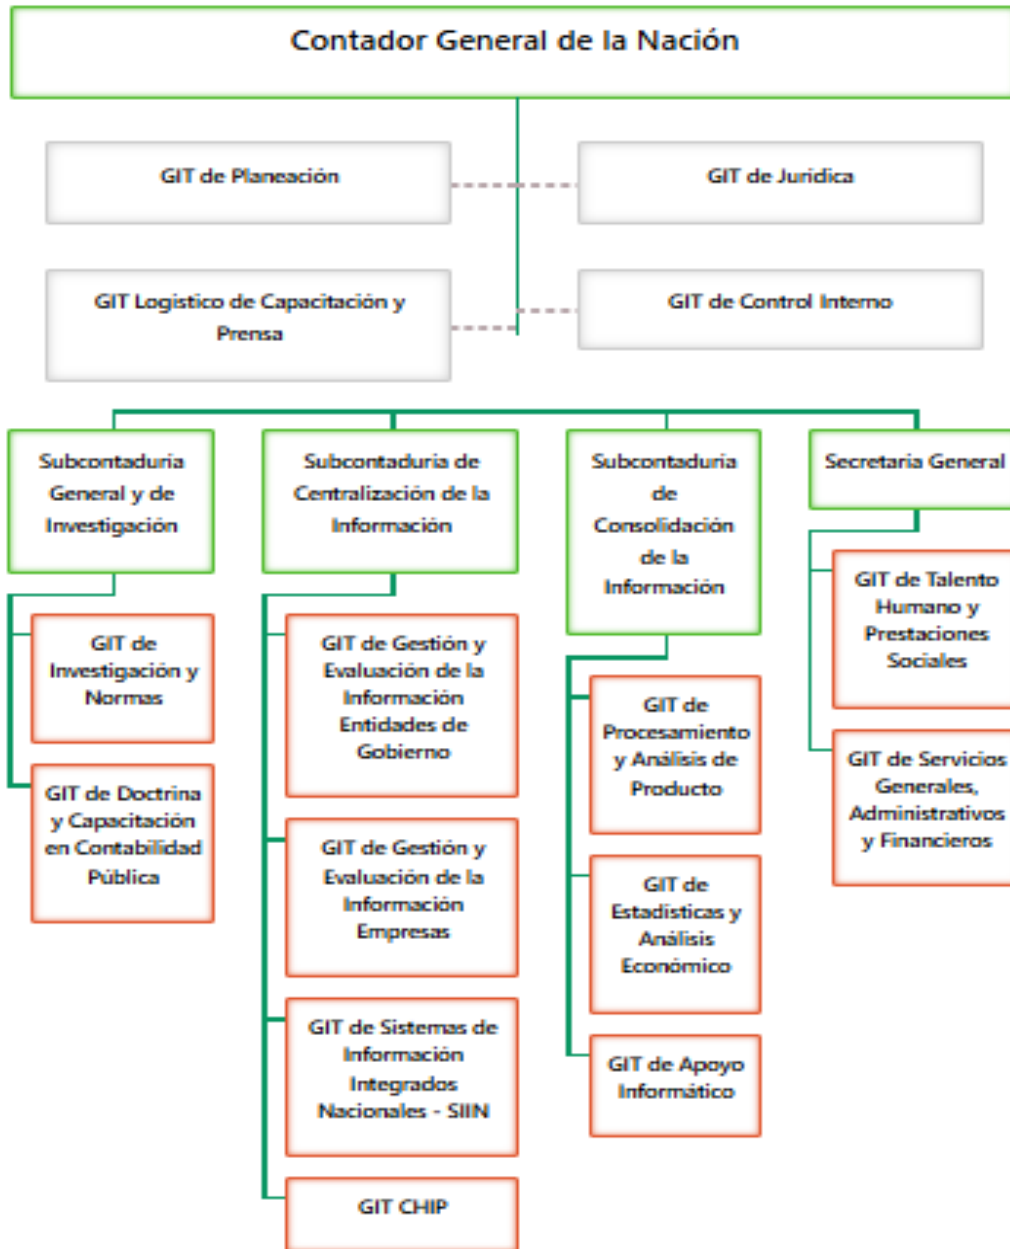 Contador General de la Nación
GIT de Planeación
GIT de Jurídica
GIT Logístico de Capacitación y
Prensa
GIT de Control Interno
Subcontaduría
General y de
Investigación
Subcontaduría de
Centralización de la
Información
Subcontaduría
de
Consolidación
de la
Información
Secretaria General
GIT de
Investigación y
Normas
GIT de Doctrina
y Capacitación
en Contabilidad
Pública
GIT de Gestión y
Evaluación de la
Información
Entidades de
Gobierno
GIT de Gestión y
Evaluación de la
Información
Empresas
GIT de Sistemas de
Información
Integrados
Nacionales - SIIN
GIT CHIP
GIT de
Procesamiento
y Análisis de
Producto
GIT de
Estadísticas y
Análisis
Económico
GIT de Apoyo
Informático
GIT de Talento
Humano y
Prestaciones
Sociales
GIT de Servicios
Generales,
Administrativos
y Financieros